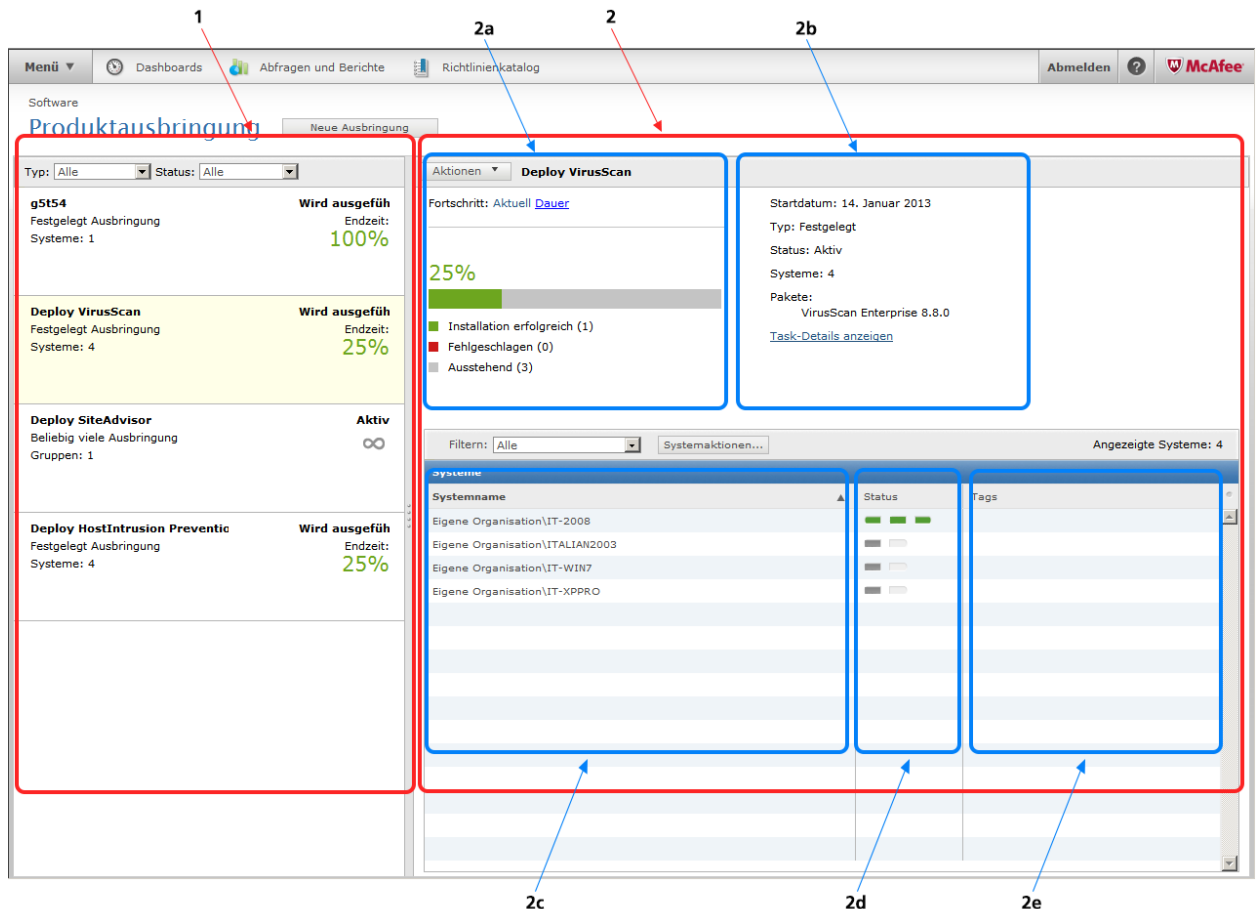 1
2a
2
2b
Menü
Dashboards
Abfragen und Berichte
Richtlinienkatalog
Abmelden
?
McAfee
Software
Produktausbringung
Neue Ausbringung
Typ: Alle
Status: Alle
g5t54
Wird ausgefüh
Festgelegt Ausbringung
Endzeit:
Systeme: 1
100%
Deploy VirusScan
Wird ausgefüh
Festgelegt Ausbringung
Endzeit:
Systeme: 4
25%
Deploy SiteAdvisor
Aktiv
Beliebig viele Ausbringung
∞
Gruppen: 1
Deploy HostIntrusion Preventic
Wird ausgefüh
Festgelegt Ausbringung
Endzeit:
Systeme: 4
25%
Aktionen
Deploy VirusScan
Fortschritt: Aktuell Dauer
25%
Installation erfolgreich (1)
Fehlgeschlagen (0)
Ausstehend (3)
Startdatum: 14. Januar 2013
Typ: Festgelegt
Status: Aktiv
Systeme: 4
Pakete:
VirusScan Enterprise 8.8.0
Task-Details anzeigen
Filtern: Alle
Systemaktionen...
Angezeigte Systeme: 4
Systeme
Systemname
Status
Tags
Eigene Organisation\IT-2008
Eigene Organisation\ITALIAN2003
Eigene Organisation\IT-WIN7
Eigene Organisation\IT-XPPRO
2c
2d
2e